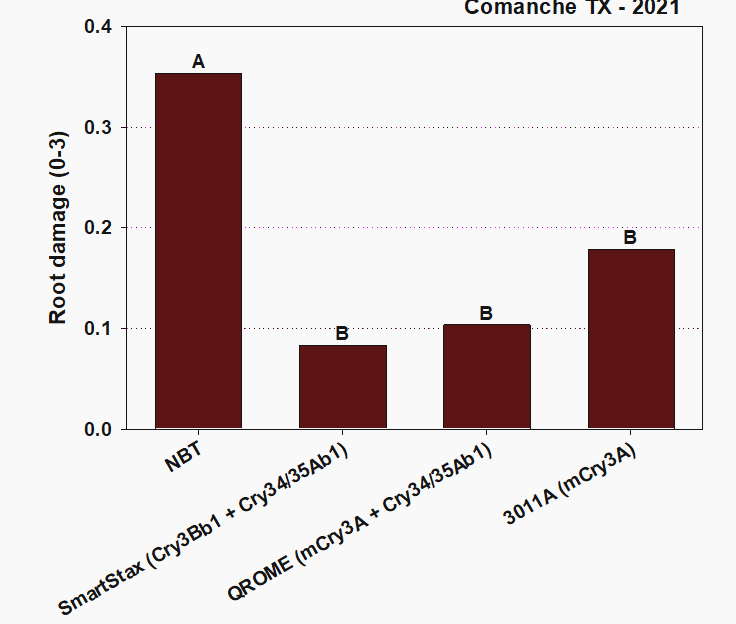 Comanche TX - 2021
Root damage (0-3)
0.4
0.3
0.2
0.1
0.0
A
B
B
B
NBT
SmartStax (Cry3Bb1 + Cry34/35Ab1)
QROME (mCry3A + Cry34/35Ab1)
3011A (mCry3A)